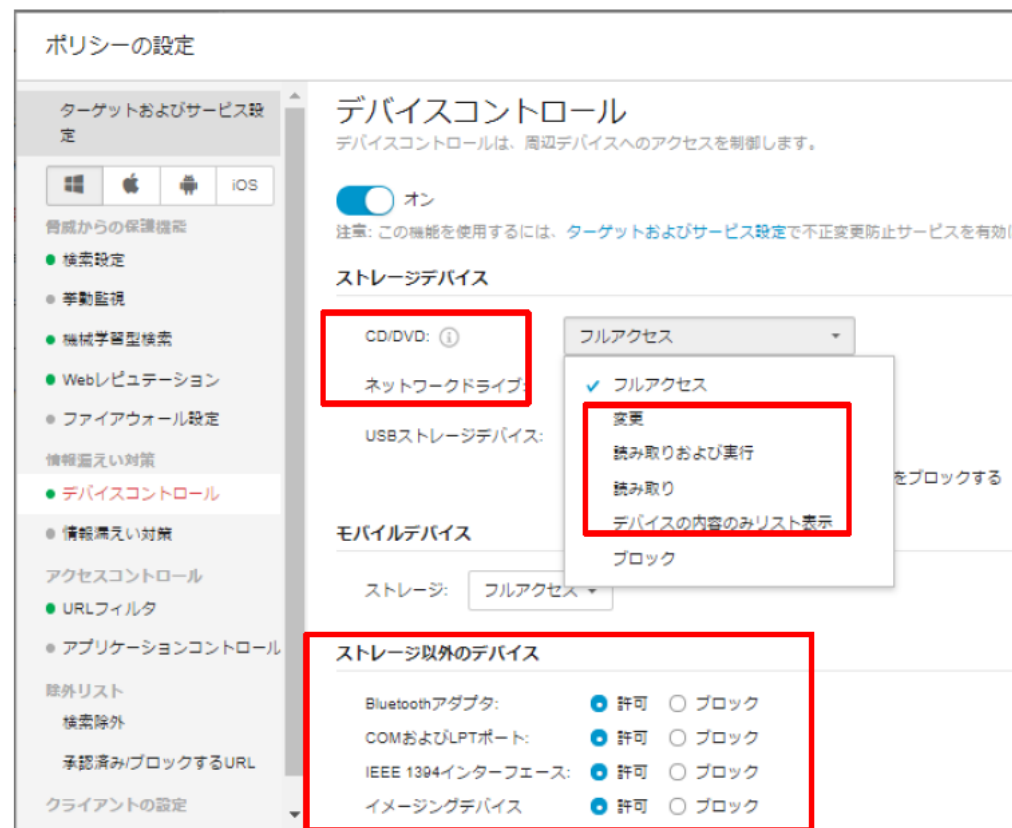 ポリシーの設定
ターゲットおよびサービス設
定
iOS
脅威からの保護機能
検索設定
挙動監視
機械学習型検索
Webレピュテーション
ファイアウォール設定
情報漏えい対策
デバイスコントロール
情報漏えい対策
アクセスコントロール
URLフィルタ
アプリケーションコントロール
除外リスト
検索除外
承認済み/ブロックするURL
クライアントの設定
デバイスコントロール
デバイスコントロールは、周辺デバイスへのアクセスを制御します。
オン
注意: この機能を使用するには、ターゲットおよびサービス設定で不正変更防止サービスを有効に
ストレージデバイス
CD/DVD: フルアクセス
ネットワークドライブ:
USBストレージデバイス:
フルアクセス
変更
読み取りおよび実行
読み取り
デバイスの内容のみリスト表示
ブロック
をブロックする
モバイルデバイス
ストレージ: フルアクセス
ストレージ以外のデバイス
Bluetoothアダプタ: 許可 ブロック
COMおよびLPTポート: 許可 ブロック
IEEE 1394インターフェース: 許可 ブロック
イメージングデバイス 許可 ブロック